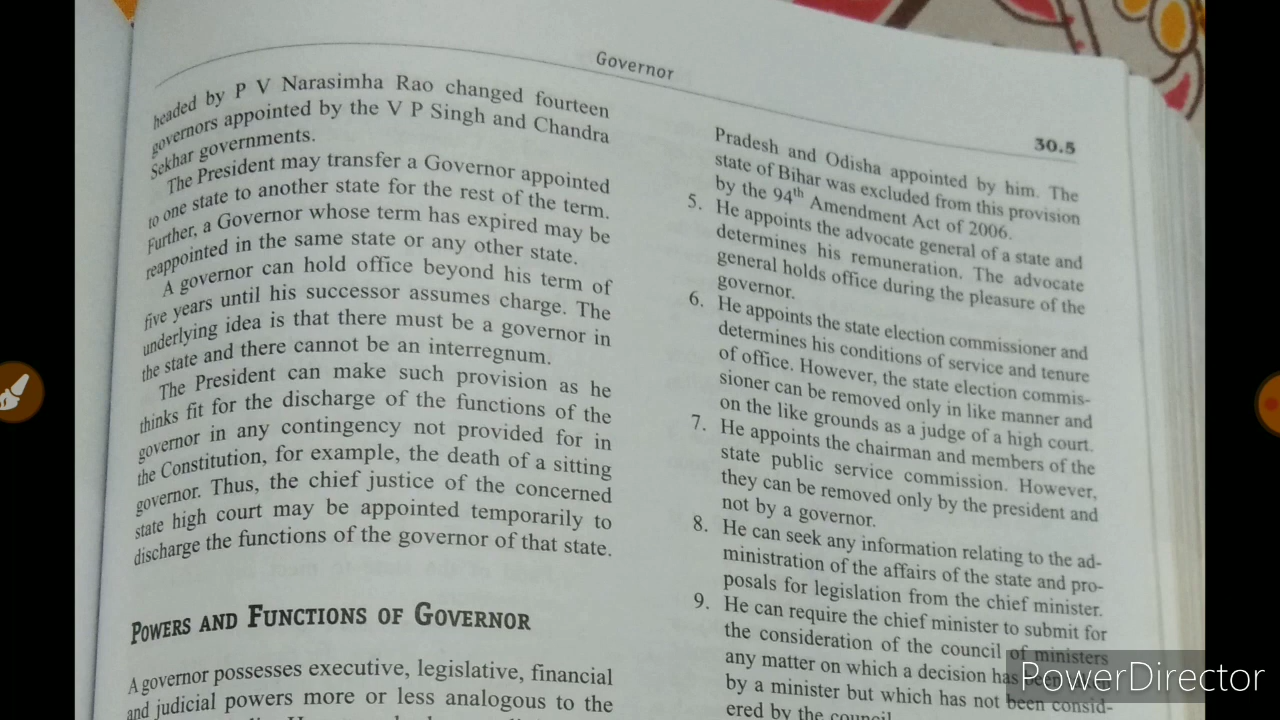 Governor
30.5
headed by P V Narasimha Rao changed fourteen
governors appointed by the V P Singh and Chandra
Sekhar governments.
The President may transfer a Governor appointed
to one state to another state for the rest of the term.
Further, a Governor whose term has expired may be
reappointed in the same state or any other state.
A governor can hold office beyond his term of
five years until his successor assumes charge. The
underlying idea is that there must be a governor in
the state and there cannot be an interregnum.
The President can make such provision as he
thinks fit for the discharge of the functions of the
governor in any contingency not provided for in
the Constitution, for example, the death of a sitting
governor. Thus, the chief justice of the concerned
state high court may be appointed temporarily to
discharge the functions of the governor of that state.
POWERS AND FUNCTIONS OF GOVERNOR
A governor possesses executive, legislative, financial
and judicial powers more or less analogous to the
Pradesh and Odisha appointed by him. The
state of Bihar was excluded from this provision
by the 94th Amendment Act of 2006.
5. He appoints the advocate general of a state and
determines his remuneration. The advocate
general holds office during the pleasure of the
governor.
6. He appoints the state election commissioner and
determines his conditions of service and tenure
of office. However, the state election commis-
sioner can be removed only in like manner and
on the like grounds as a judge of a high court.
7. He appoints the chairman and members of the
state public service commission. However,
they can be removed only by the president and
not by a governor.
8. He can seek any information relating to the ad-
ministration of the affairs of the state and pro-
posals for legislation from the chief minister.
9. He can require the chief minister to submit for
the consideration of the council of ministers
any matter on which a decision has
by a minister but which has not been consid-
ered by the council
PowerDirector